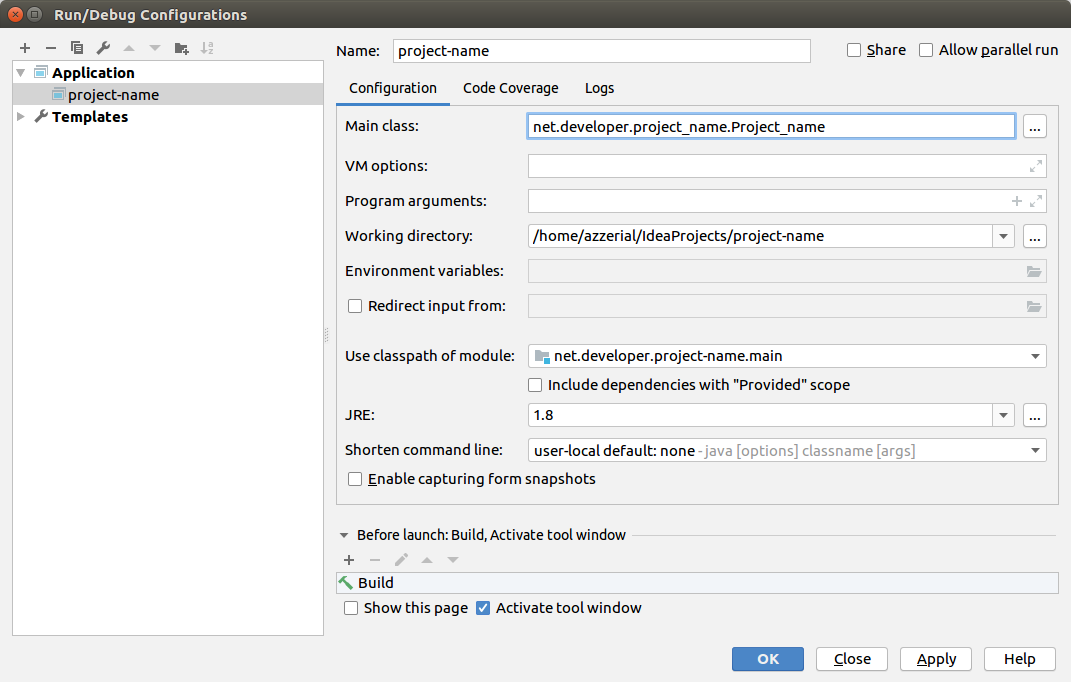 Run/Debug Configurations
Name: project-name Share Allow parallel run
Application
project-name
Templates
Configuration Code Coverage Logs
Main class: net.developer.project_name.Project_name ...
VM options:
Program arguments:
Working directory: /home/azzerial/IdeaProjects/project-name ...
Environment variables:
Redirect input from:
Use classpath of module: net.developer.project-name.main
Include dependencies with "Provided" scope
JRE: 1.8 ...
Shorten command line: user-local default: none - java [options] classname [args]
Enable capturing form snapshots
Before launch: Build, Activate tool window
Build
Show this page Activate tool window
OK Close Apply Help